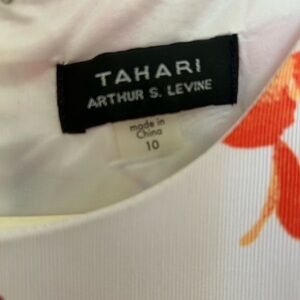 TAHARI
ARTHUR S. LEVINE
made in
China
10